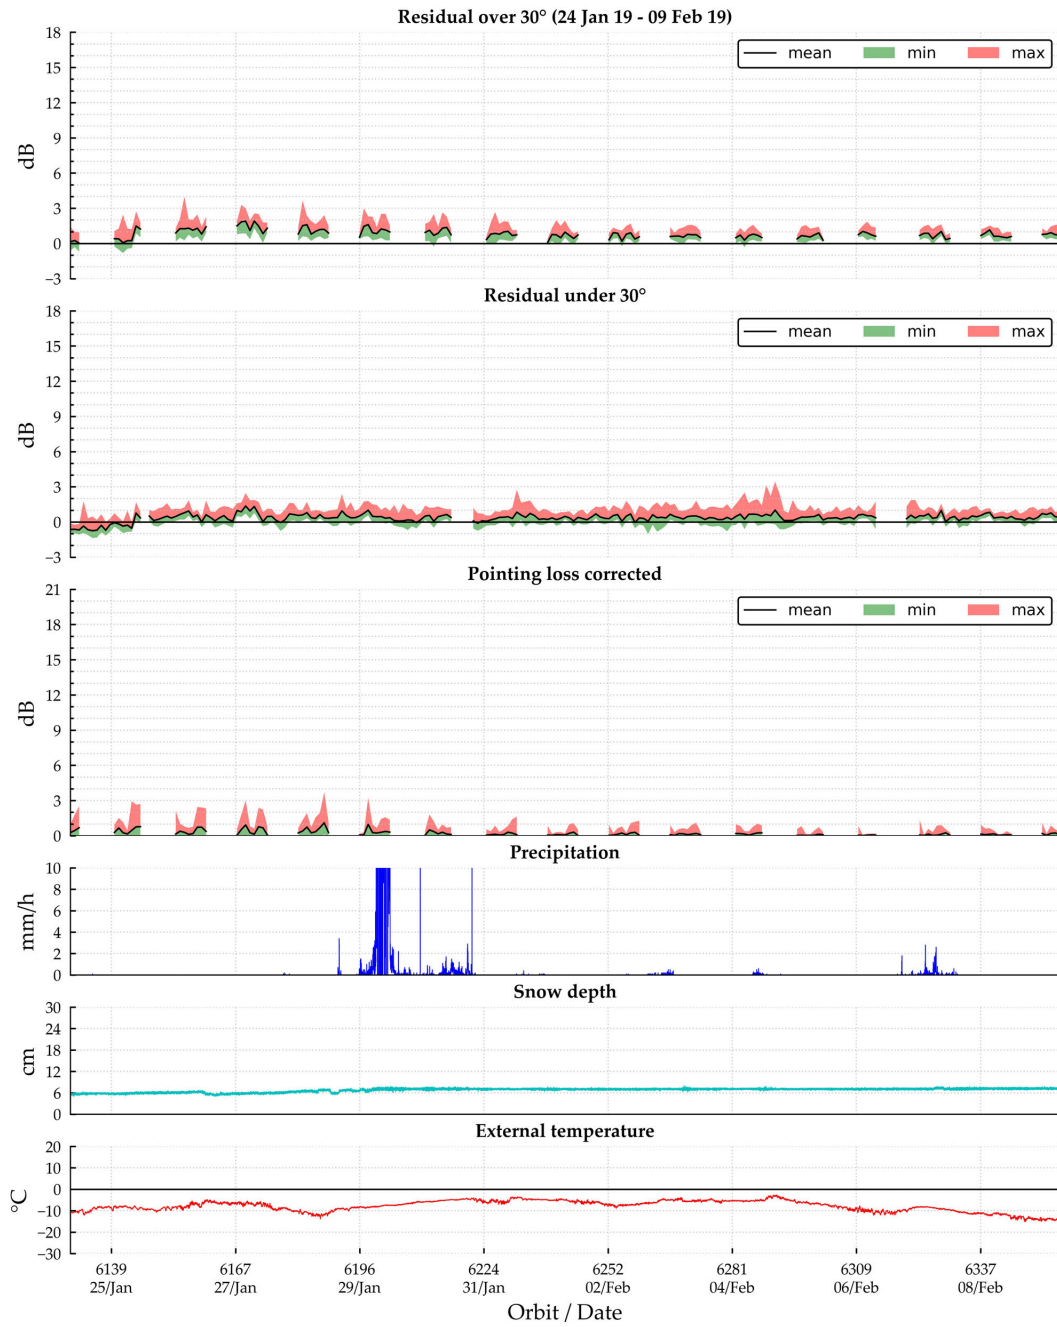 Residual over 30° (24 Jan 19 - 09 Feb 19)
18
15
12
9
6
3
0
−3
dB
mean min max
Residual under 30°
18
15
12
9
6
3
0
−3
dB
mean min max
Pointing loss corrected
21
18
15
12
9
6
3
0
dB
mean min max
Precipitation
10
8
6
4
2
0
mm/h
Snow depth
30
24
18
12
6
0
cm
External temperature
20
10
0
−10
−20
−30
°C
6139 6167 6196 6224 6252 6281 6309 6337
25/Jan 27/Jan 29/Jan 31/Jan 02/Feb 04/Feb 06/Feb 08/Feb
Orbit / Date